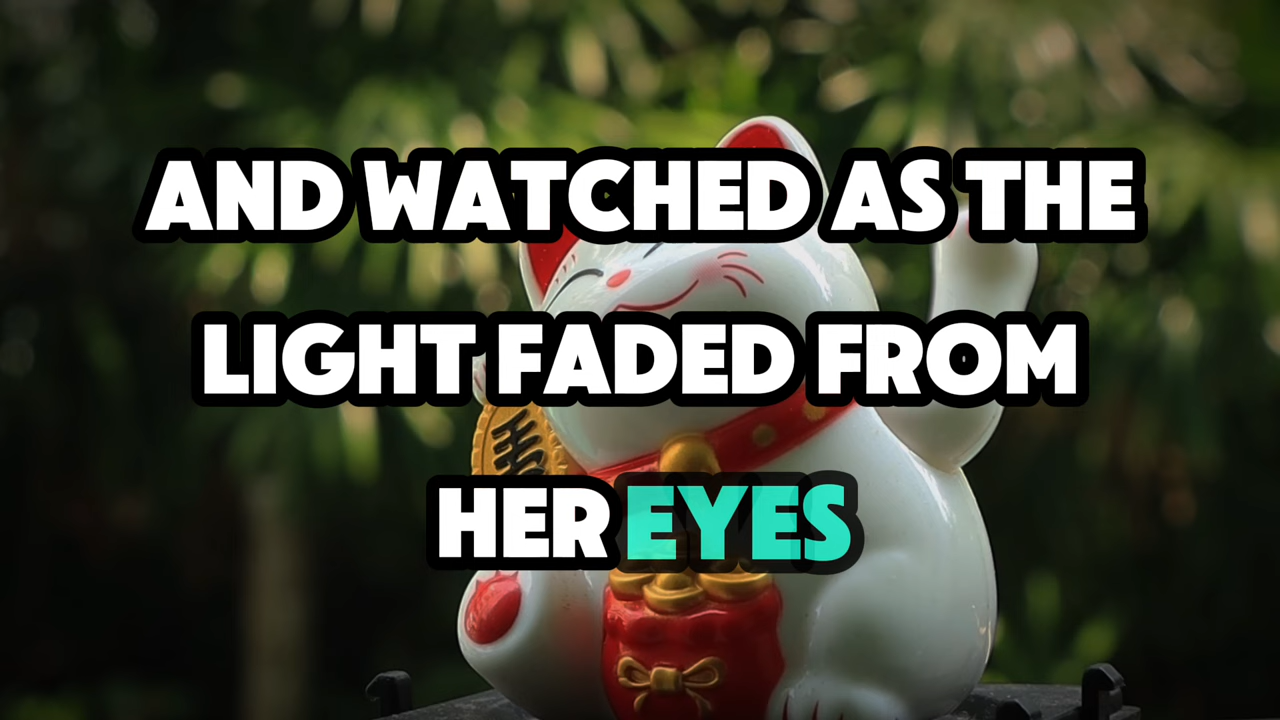 AND WATCHED AS THE
LIGHT FADED FROM
HER EYES